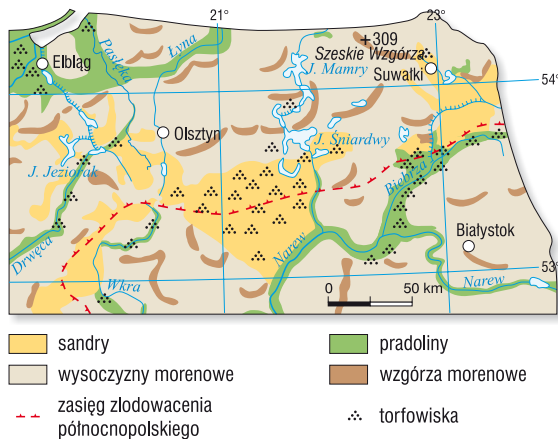 21°
23°
+309
Szeskie Wzgórza
Suwałki
Elbląg
Pasłęka
Łyna
J. Mamry
54°
Olsztyn
J. Śniardwy
J. Jeziorak
Biebrza
Białystok
Drwęca
Narew
Wkra
Narew
53°
0 50 km
sandry
pradoliny
wysoczyzny morenowe
wzgórza morenowe
zasięg zlodowacenia
północnopolskiego
torfowiska